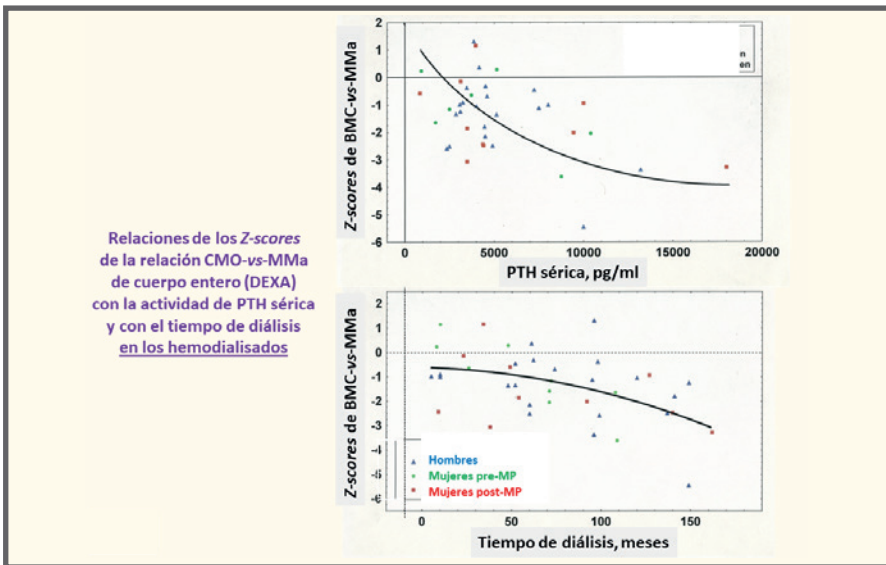 Relaciones de los Z-scores
de la relación CMO-vs-MMa
de cuerpo entero (DEXA)
con la actividad de PTH sérica
y con el tiempo de diálisis
en los hemodialisados
Z-scores de BMC-vs-MMa
2
1
0
-1
-2
-3
-4
-5
-6
n
en
0
5000
10000
15000
20000
PTH sérica, pg/ml
Z-scores de BMC-vs-MMa
2
1
0
-1
-2
-3
-4
-5
-6
Hombres
Mujeres pre-MP
Mujeres post-MP
0
50
100
150
Tiempo de diálisis, meses